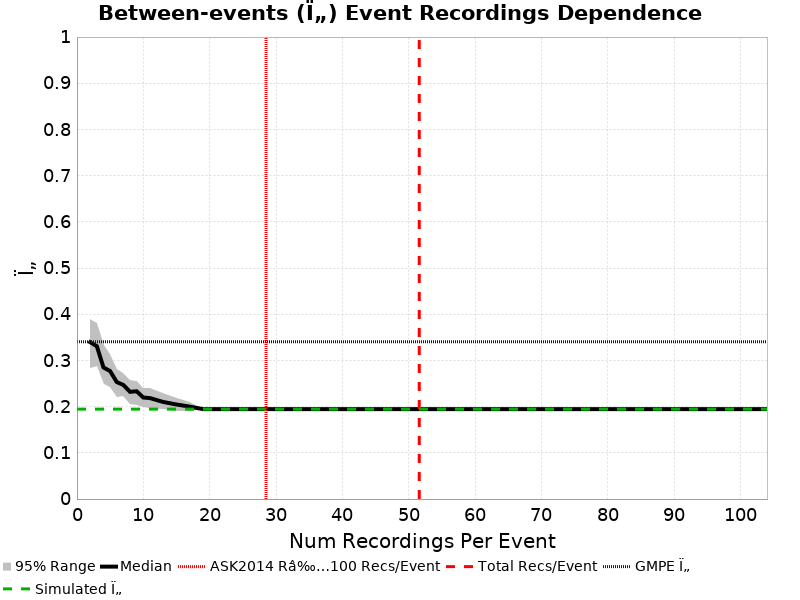 Between-events (Ï„) Event Recordings Dependence
1
0.9
0.8
0.7
0.6
0.5
0.4
0.3
0.2
0.1
0
Ï„
0 10 20 30 40 50 60 70 80 90 100
Num Recordings Per Event
95% Range Median ASK2014 Râ‰…100 Recs/Event Total Recs/Event GMPE Ï„
Simulated Ï„